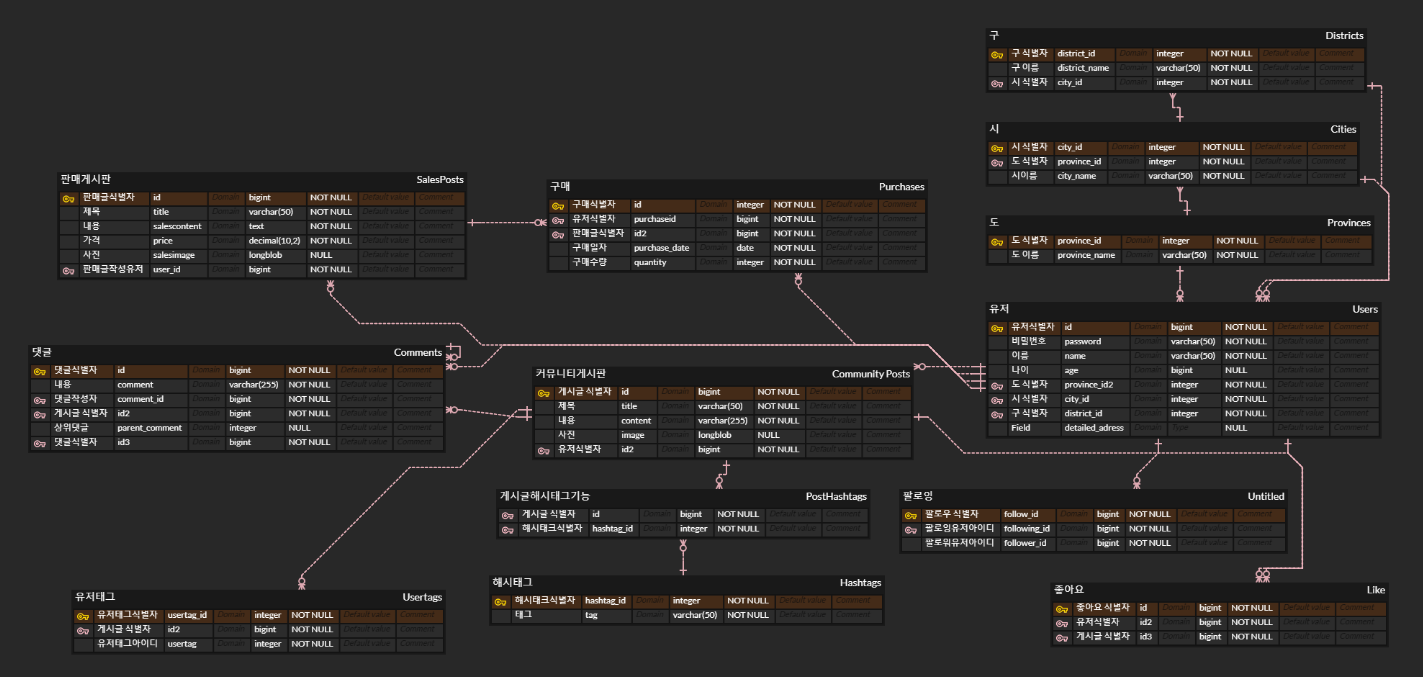 구 Districts
구 식별자 district_id Domain integer NOT NULL Default value Comment
구 이름 district_name Domain varchar(50) NOT NULL Default value Comment
시 식별자 city_id Domain integer NOT NULL Default value Comment
시 Cities
시 식별자 city_id Domain integer NOT NULL Default value Comment
도 식별자 province_id Domain integer NOT NULL Default value Comment
시이름 city_name Domain varchar(50) NOT NULL Default value Comment
판매게시판 SalesPosts
판매글식별자 id Domain bigint NOT NULL Default value Comment
제목 title Domain varchar(50) NOT NULL Default value Comment
내용 salescontent Domain text NOT NULL Default value Comment
가격 price Domain decimal(10,2) NOT NULL Default value Comment
사진 salesimage Domain longblob NULL Default value Comment
판매글작성유저 user_id Domain bigint NOT NULL Default value Comment
구매 Purchases
구매식별자 id Domain integer NOT NULL Default value Comment
유저식별자 purchaseid Domain bigint NOT NULL Default value Comment
판매글식별자 id2 Domain bigint NOT NULL Default value Comment
구매일자 purchase_date Domain date NOT NULL Default value Comment
구매수량 quantity Domain integer NOT NULL Default value Comment
도 Provinces
도 식별자 province_id Domain integer NOT NULL Default value Comment
도 이름 province_name Domain varchar(50) NOT NULL Default value Comment
유저 Users
유저식별자 id Domain bigint NOT NULL Default value Comment
비밀번호 password Domain varchar(50) NOT NULL Default value Comment
이름 name Domain varchar(50) NOT NULL Default value Comment
나이 age Domain bigint NULL Default value Comment
도 식별자 province_id2 Domain integer NOT NULL Default value Comment
시 식별자 city_id Domain integer NOT NULL Default value Comment
구 식별자 district_id Domain integer NOT NULL Default value Comment
Field detailed_adress Domain Type NULL Default value Comment
댓글 Comments
댓글식별자 id Domain bigint NOT NULL Default value Comment
내용 comment Domain varchar(255) NOT NULL Default value Comment
댓글작성자 comment_id Domain bigint NOT NULL Default value Comment
게시글 식별자 id2 Domain bigint NOT NULL Default value Comment
상위댓글 parent_comment Domain integer NULL Default value Comment
댓글식별자 id3 Domain bigint NOT NULL Default value Comment
커뮤니티게시판 Community Posts
게시글 식별자 id Domain bigint NOT NULL Default value Comment
제목 title Domain varchar(50) NOT NULL Default value Comment
내용 content Domain varchar(255) NOT NULL Default value Comment
사진 image Domain longblob NULL Default value Comment
유저식별자 id2 Domain bigint NOT NULL Default value Comment
게시글해시태그기능 PostHashtags
게시글 식별자 id Domain bigint NOT NULL Default value Comment
해시태크식별자 hashtag_id Domain integer NOT NULL Default value Comment
팔로잉 Untitled
팔로우 식별자 follow_id Domain bigint NOT NULL Default value Comment
팔로잉유저아이디 following_id Domain bigint NOT NULL Default value Comment
팔로워유저아이디 follower_id Domain bigint NOT NULL Default value Comment
해시태그 Hashtags
해시태크식별자 hashtag_id Domain integer NOT NULL Default value Comment
태그 tag Domain varchar(50) NOT NULL Default value Comment
유저태그 Usertags
유저태그식별자 usertag_id Domain integer NOT NULL Default value Comment
게시글 식별자 id2 Domain bigint NOT NULL Default value Comment
유저태그아이디 usertag Domain integer NOT NULL Default value Comment
좋아요 Like
좋아요 식별자 id Domain bigint NOT NULL Default value Comment
유저식별자 id2 Domain bigint NOT NULL Default value Comment
게시글 식별자 id3 Domain bigint NOT NULL Default value Comment